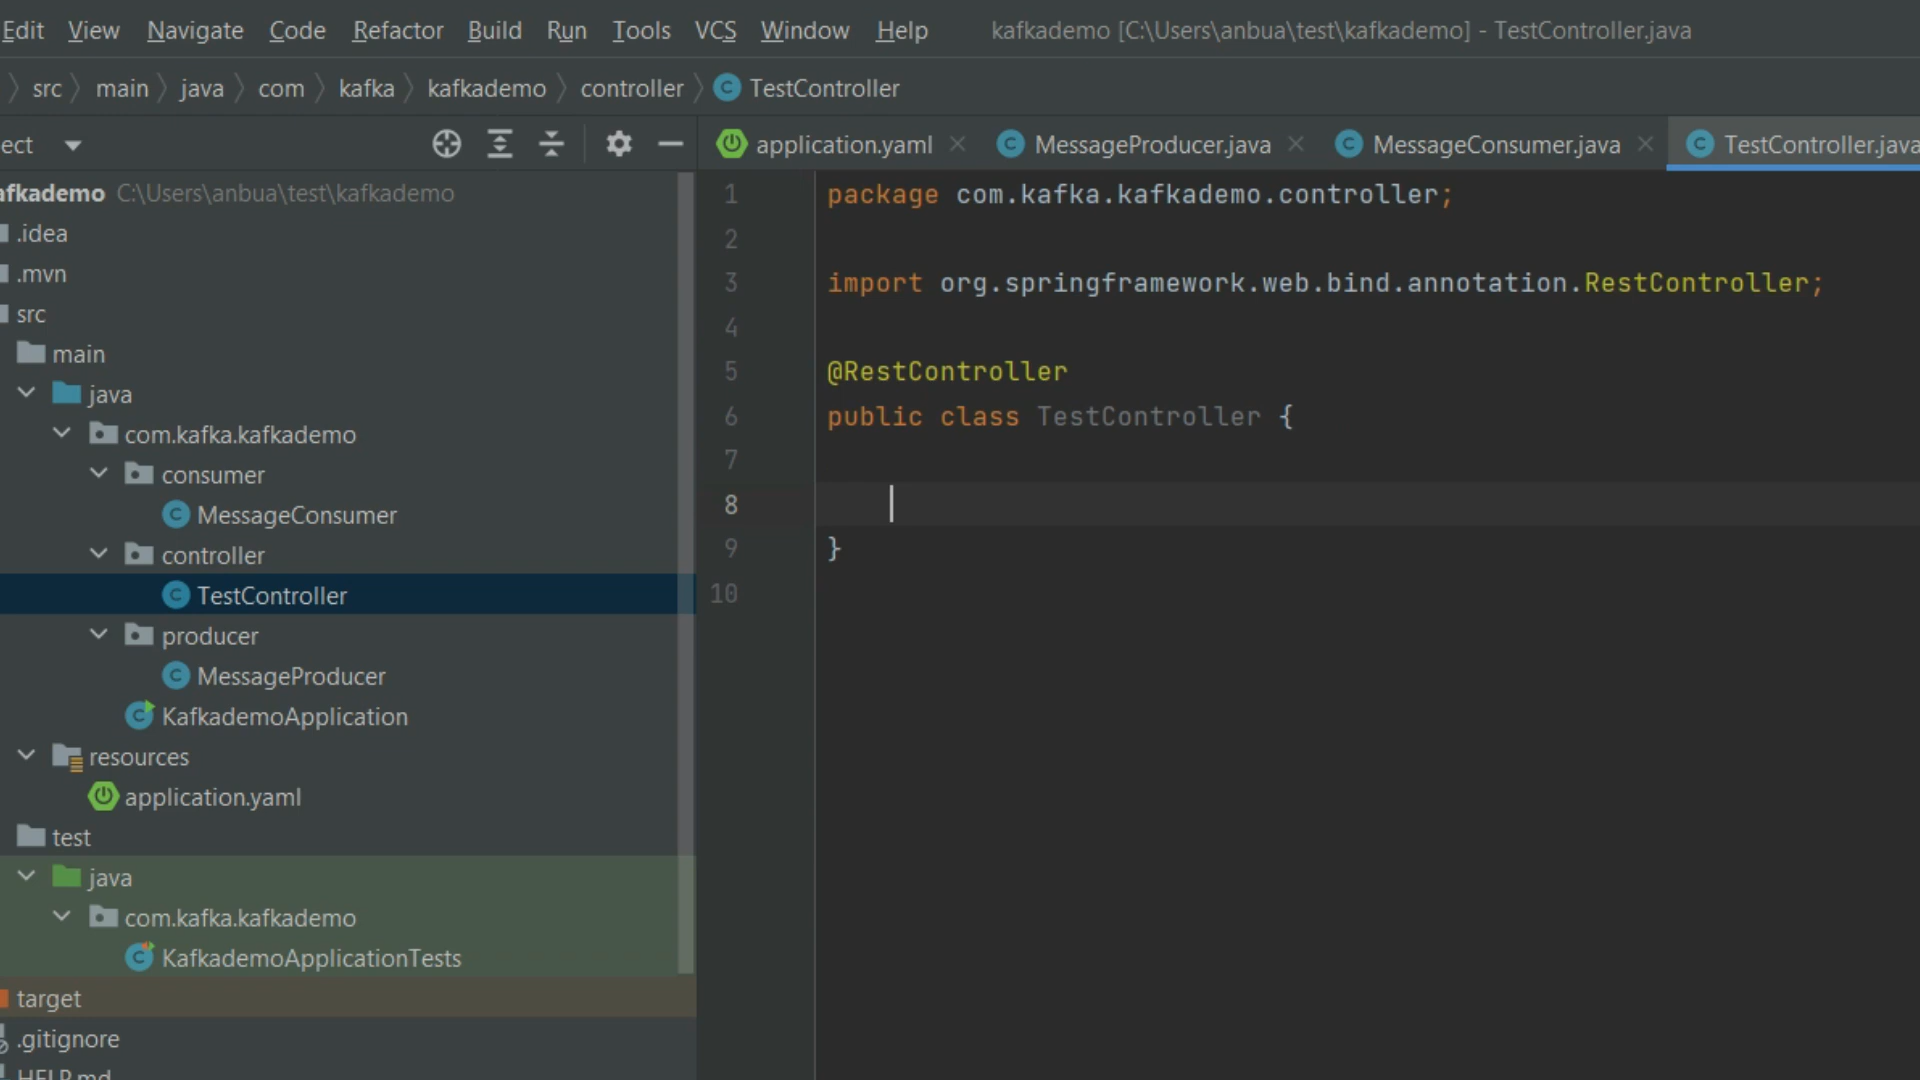 Edit View Navigate Code Refactor Build Run Tools VCS Window Help kafkademo [C:\Users\anbua\test\kafkademo] - TestController.java
src main java com kafka kafkademo controller TestController
ect
application.yaml MessageProducer.java MessageConsumer.java TestController.java
afkademo C:\Users\anbua\test\kafkademo
.idea
.mvn
src
main
java
com.kafka.kafkademo
consumer
MessageConsumer
controller
TestController
producer
MessageProducer
KafkademoApplication
resources
application.yaml
test
java
com.kafka.kafkademo
KafkademoApplicationTests
target
.gitignore
HELP.md
1 package com.kafka.kafkademo.controller;
2
3 import org.springframework.web.bind.annotation.RestController;
4
5 @RestController
6 public class TestController {
7
8
9 }
10